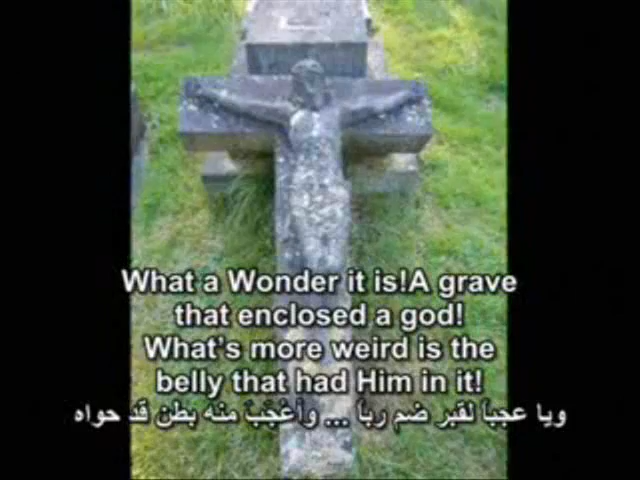 What a Wonder it is!A grave
that enclosed a god!
What's more weird is the
belly that had Him in it!
ويا عجباً لقبر ضم رباً ... وأعْجَبُ منه بطن قد حواه